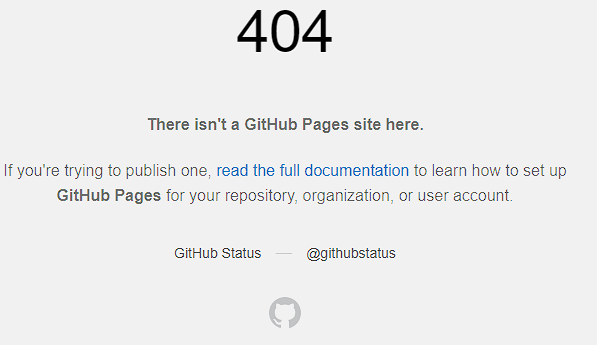 404
There isn't a GitHub Pages site here.
If you're trying to publish one, read the full documentation to learn how to set up
GitHub Pages for your repository, organization, or user account.
GitHub Status — @githubstatus